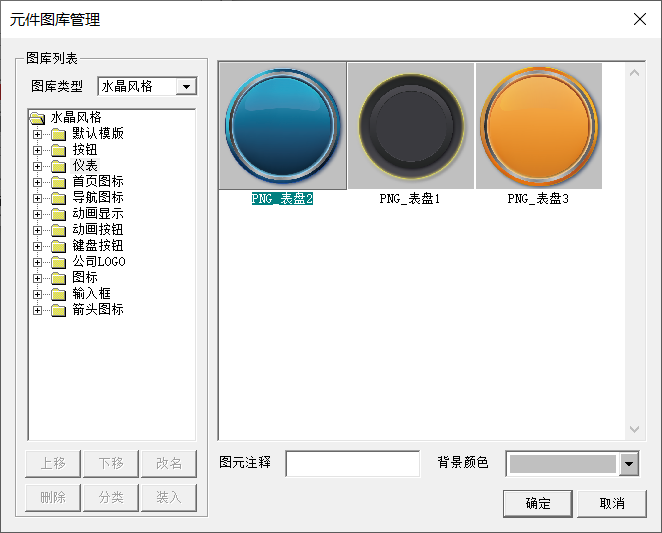 元件图库管理
图库列表
图库类型 水晶风格
水晶风格
默认模版
按钮
仪表
首页图标
导航图标
动画显示
动画按钮
键盘按钮
公司LOGO
图标
输入框
箭头图标
上移 下移 改名
删除 分类 装入
PNG_表盘2 PNG_表盘1 PNG_表盘3
图元注释 背景颜色
确定 取消